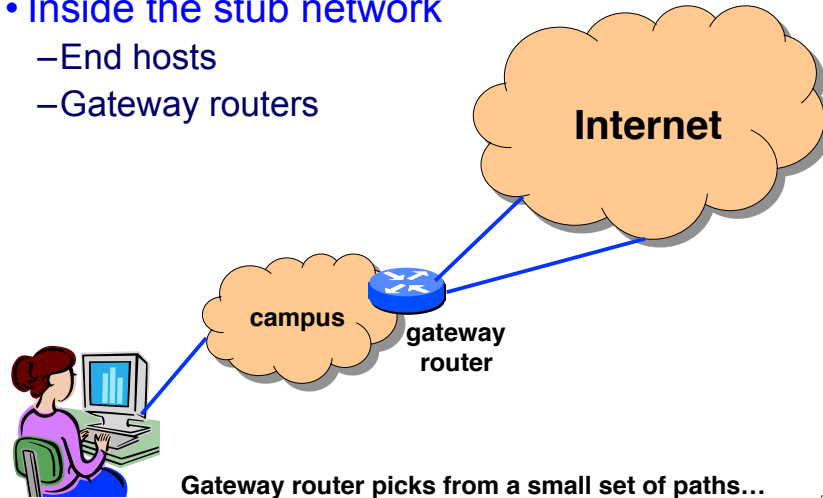 • Inside the stub network
–End hosts
–Gateway routers
Internet
campus
gateway
router
Gateway router picks from a small set of paths…